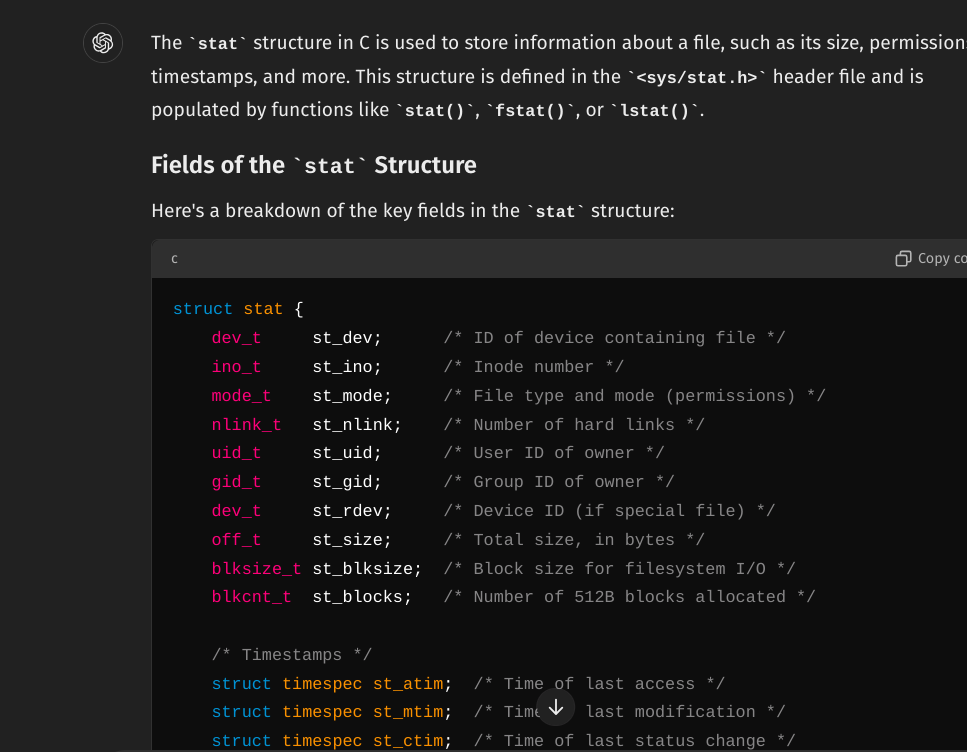 The `stat` structure in C is used to store information about a file, such as its size, permissions
timestamps, and more. This structure is defined in the `<sys/stat.h>` header file and is
populated by functions like `stat()`, `fstat()`, or `lstat()`.
Fields of the `stat` Structure
Here's a breakdown of the key fields in the `stat` structure:
c Copy co
struct stat {
    dev_t     st_dev;      /* ID of device containing file */
    ino_t     st_ino;      /* Inode number */
    mode_t    st_mode;     /* File type and mode (permissions) */
    nlink_t   st_nlink;    /* Number of hard links */
    uid_t     st_uid;      /* User ID of owner */
    gid_t     st_gid;      /* Group ID of owner */
    dev_t     st_rdev;     /* Device ID (if special file) */
    off_t     st_size;     /* Total size, in bytes */
    blksize_t st_blksize;  /* Block size for filesystem I/O */
    blkcnt_t  st_blocks;   /* Number of 512B blocks allocated */
    /* Timestamps */
    struct timespec st_atim;  /* Time of last access */
    struct timespec st_mtim;  /* Time last modification */
    struct timespec st_ctim;  /* Time of last status change */